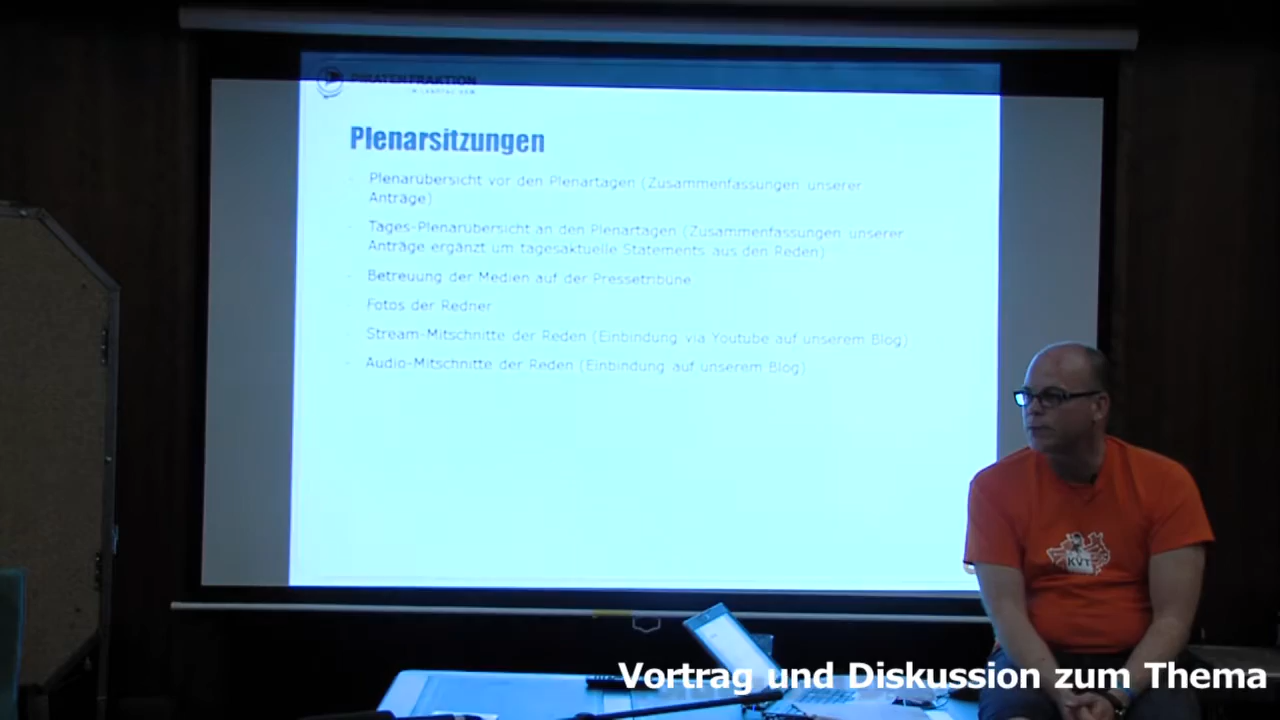 PIRATENFRAKTION
Plenarsitzungen
- Plenarübersicht vor den Plenartagen (Zusammenfassungen unserer
Anträge)
- Tages-Plenarübersicht an den Plenartagen (Zusammenfassungen unserer
Anträge ergänzt um tagesaktuelle Statements aus den Reden)
- Betreuung der Medien auf der Pressetribüne
- Fotos der Redner
- Stream-Mitschnitte der Reden (Einbindung via Youtube auf unserem Blog)
- Audio-Mitschnitte der Reden (Einbindung auf unserem Blog)
KVT
Vortrag und Diskussion zum Thema